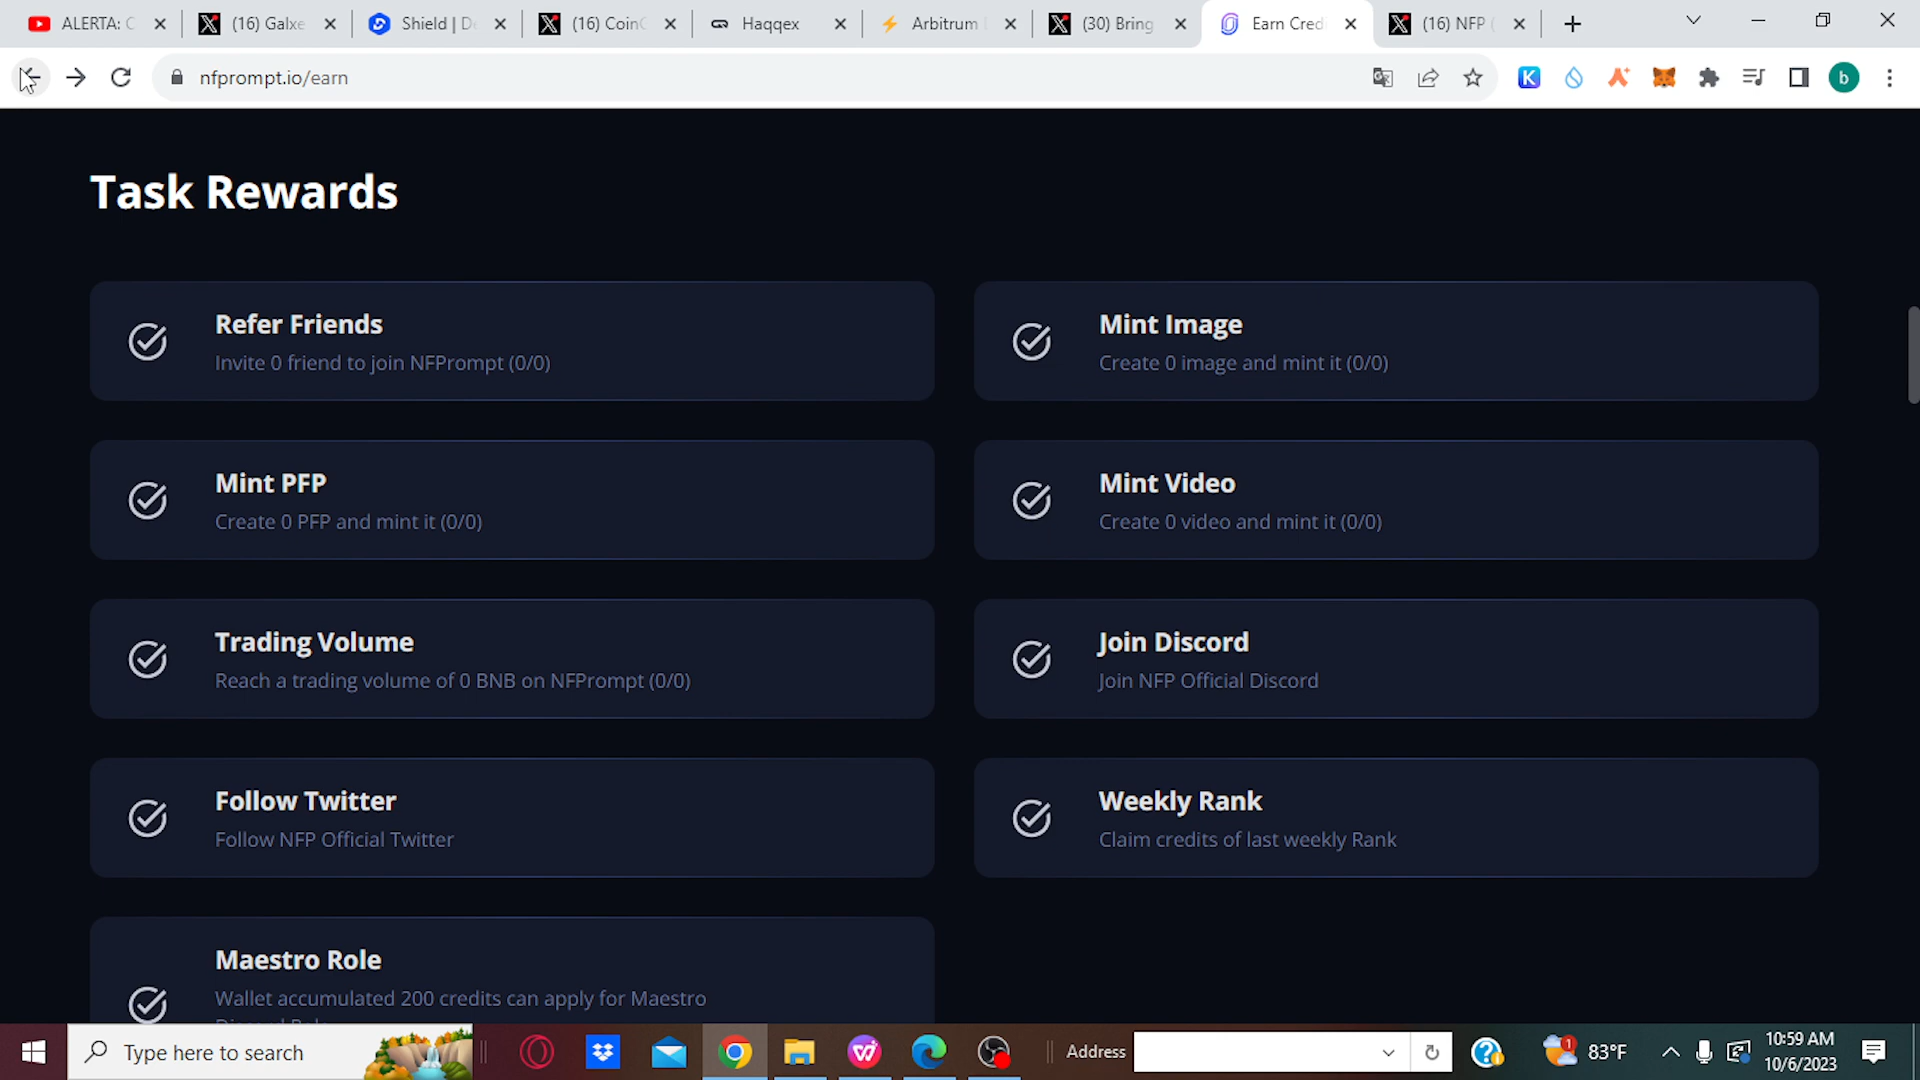 ALERTA: C
(16) Galxe
Shield | De
(16) CoinG
Haqqex
Arbitrum
(30) Bring
Earn Credi
(16) NFP (
nfprompt.io/earn
b
Task Rewards
Refer Friends
Invite 0 friend to join NFPrompt (0/0)
Mint Image
Create 0 image and mint it (0/0)
Mint PFP
Create 0 PFP and mint it (0/0)
Mint Video
Create 0 video and mint it (0/0)
Trading Volume
Reach a trading volume of 0 BNB on NFPrompt (0/0)
Join Discord
Join NFP Official Discord
Follow Twitter
Follow NFP Official Twitter
Weekly Rank
Claim credits of last weekly Rank
Maestro Role
Wallet accumulated 200 credits can apply for Maestro
Type here to search
Address
1
83°F
10:59 AM
10/6/2023